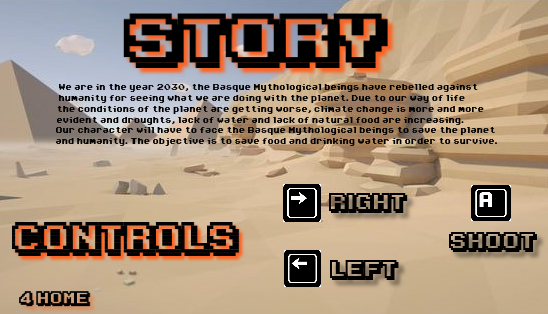 STORY
We are in the year 2030, the Basque Mythological beings have rebelled against
humanity for seeing what we are doing with the planet. Due to our way of life
the conditions of the planet are getting worse, climate change is more and more
evident and droughts, lack of water and lack of natural food are increasing.
Our character will have to face the Basque Mythological beings to save the planet
and humanity. The objective is to save food and drinking water in order to survive.
RIGHT
A
SHOOT
CONTROLS
LEFT
4 HOME